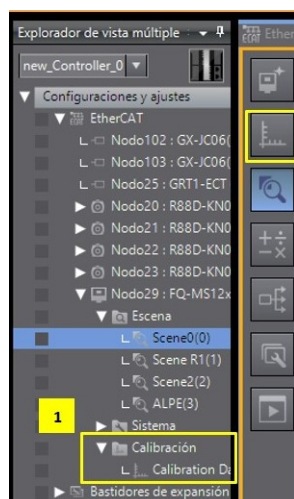 Explorador de vista múltiple
Ether
new_Controller_0
Configuraciones y ajustes
EtherCAT
Nodo102 : GX-JC06(
Nodo103 : GX-JC06(
Nodo25 : GRT1-ECT
Nodo20 : R88D-KN0
Nodo21 : R88D-KN0
Nodo22 : R88D-KN0
Nodo23 : R88D-KN0
Nodo29 : FQ-MS12x
Escena
Scene0(0)
Scene R1(1)
Scene2(2)
ALPE(3)
1
Sistema
Calibración
Calibration Da
Bastidores de expansión